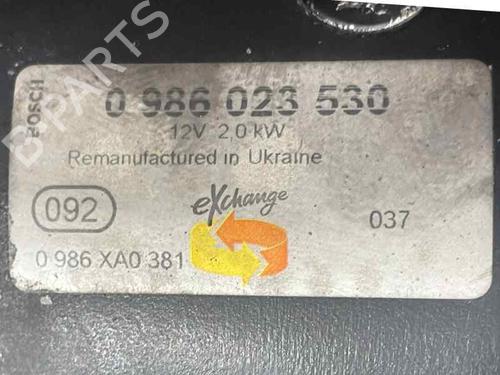 BOSCH
0 986 023 530
12V 2,0 kW
Remanufactured in Ukraine
092
eXchange
037
0 986 XA0 381
B-PARTS
B-PARTS